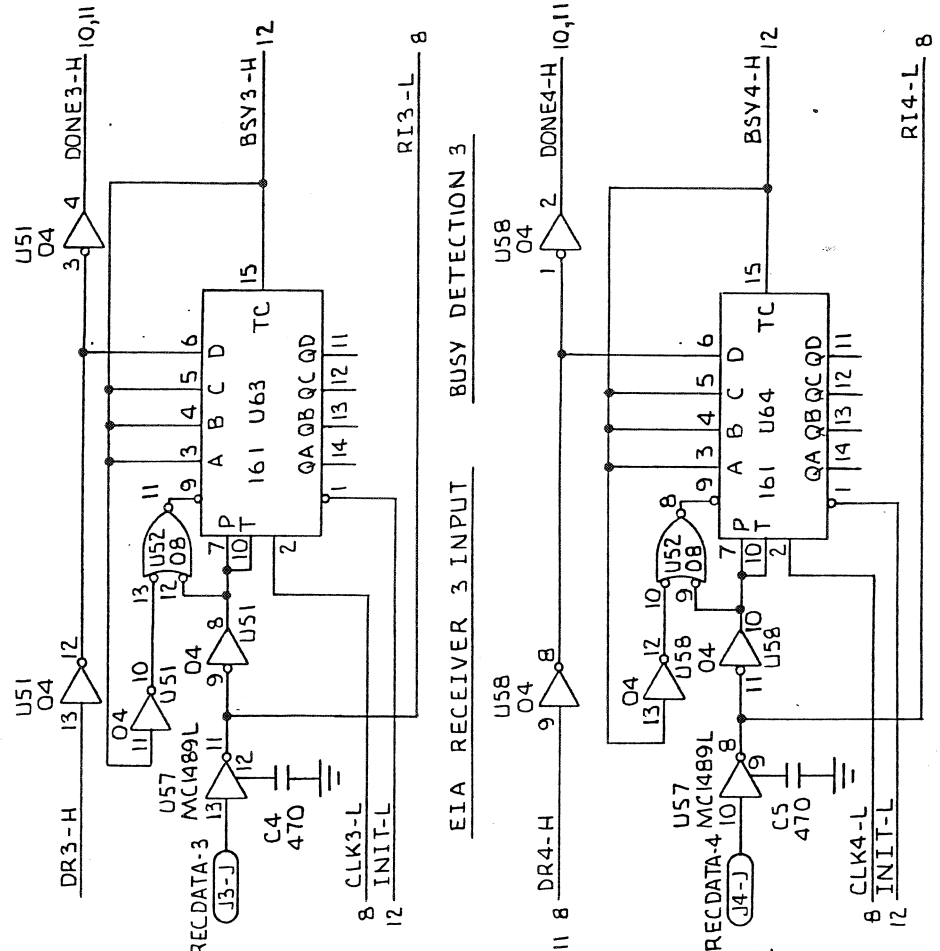 U51
04
DONE3-H
10,11
3
4
DR3-H
13
U51
04
12
BSY3-H
12
RI3-L
8
04
11
10
U51
13
12
U52
08
11
9
3
4
5
6
A
B
C
D
161
U63
TC
15
QA
QB
QC
QD
14
13
12
11
1
7
P
10
T
2
RECDATA-3
J3-J
13
U57
MC1489L
11
12
C4
470
9
04
8
U51
8
CLK3-L
12
INIT-L
EIA RECEIVER 3 INPUT
BUSY DETECTION 3
U58
04
DONE4-H
10,11
1
2
11 8
DR4-H
9
U58
04
8
BSY4-H
12
RI4-L
8
04
13
12
U58
10
9
U52
08
8
9
3
4
5
6
A
B
C
D
161
U64
TC
15
QA
QB
QC
QD
14
13
12
11
1
7
P
10
T
2
RECDATA-4
J4-J
10
U57
MC1489L
8
9
C5
470
11
04
10
U58
8
CLK4-L
12
INIT-L